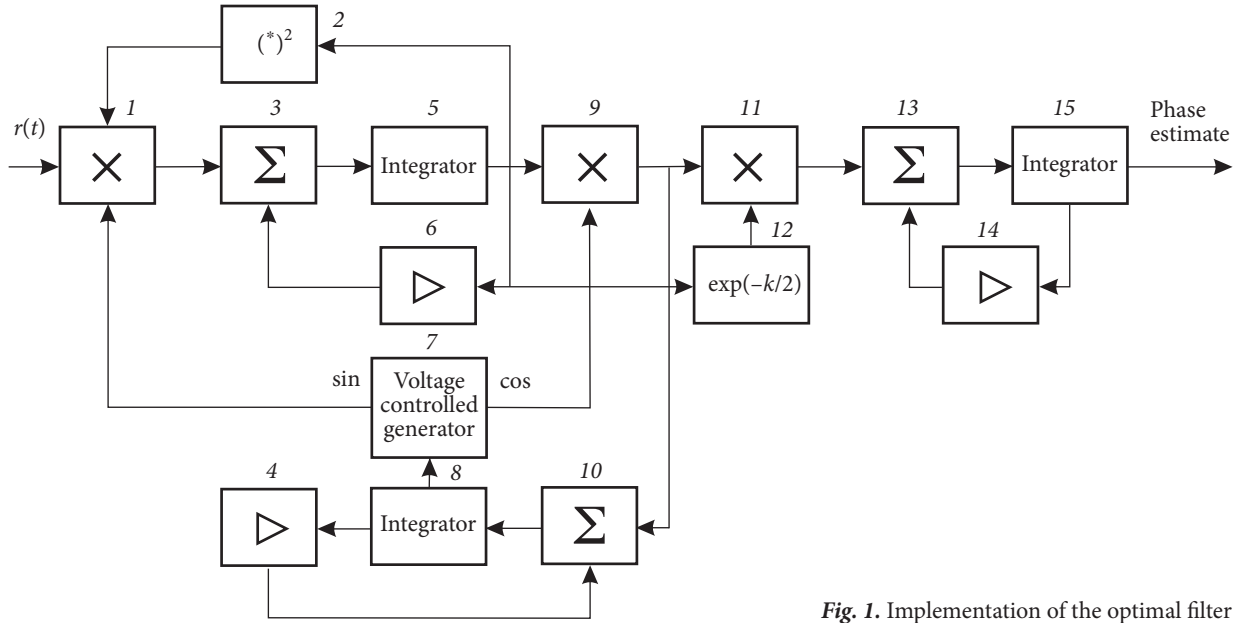 2
(*)²
1
3
5
9
11
13
15
Phase
estimate
r(t)
×
Σ
Integrator
×
×
Σ
Integrator
6
12
14
exp(–k/2)
7
sin
Voltage
controlled
generator
cos
4
8
10
Integrator
Σ
Fig. 1. Implementation of the optimal filter